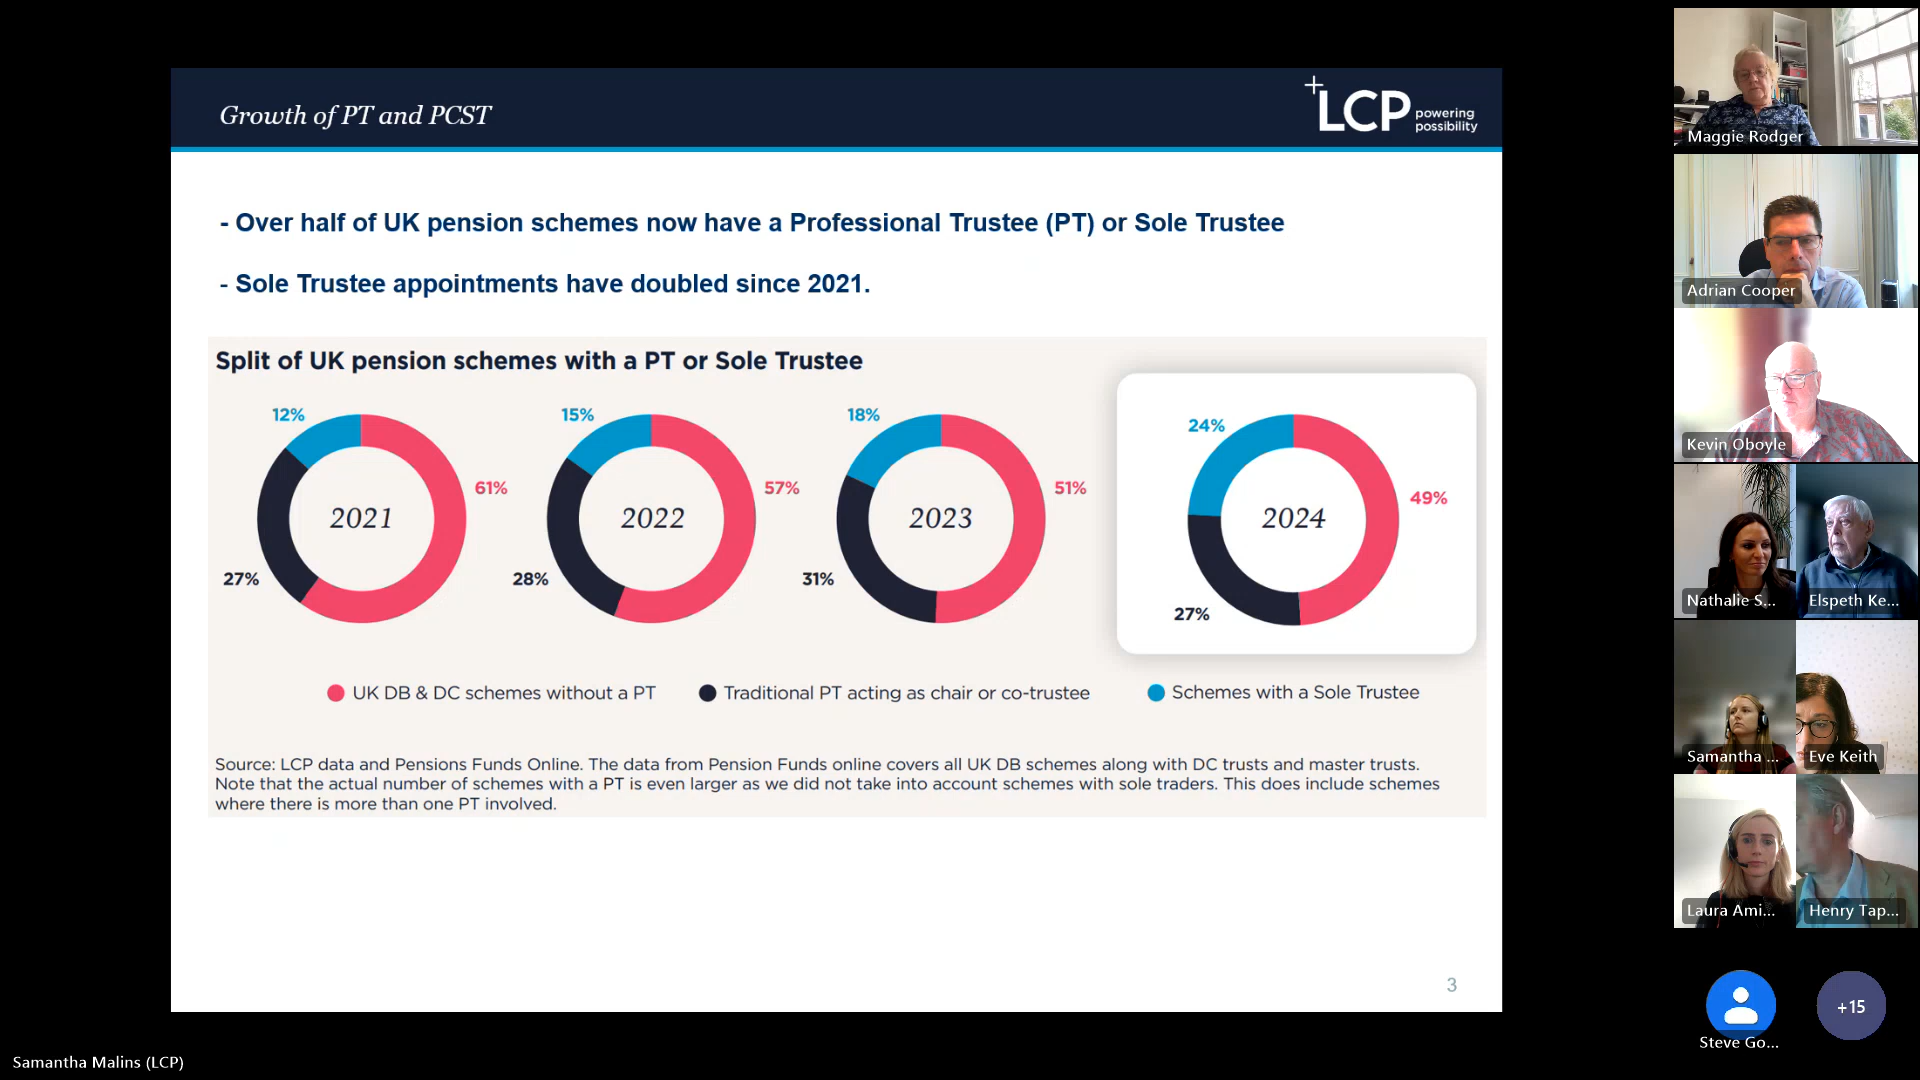 Growth of PT and PCST
LCP powering possibility
- Over half of UK pension schemes now have a Professional Trustee (PT) or Sole Trustee
- Sole Trustee appointments have doubled since 2021.
Split of UK pension schemes with a PT or Sole Trustee
12%
61%
27%
2021
15%
57%
28%
2022
18%
51%
31%
2023
24%
49%
27%
2024
UK DB & DC schemes without a PT
Traditional PT acting as chair or co-trustee
Schemes with a Sole Trustee
Source: LCP data and Pensions Funds Online. The data from Pension Funds online covers all UK DB schemes along with DC trusts and master trusts.
Note that the actual number of schemes with a PT is even larger as we did not take into account schemes with sole traders. This does include schemes
where there is more than one PT involved.
3
Samantha Malins (LCP)
Maggie Rodger
Adrian Cooper
Kevin Oboyle
Nathalie S...
Elspeth Ke...
Samantha ...
Eve Keith
Laura Ami...
Henry Tap...
Steve Go...
+15